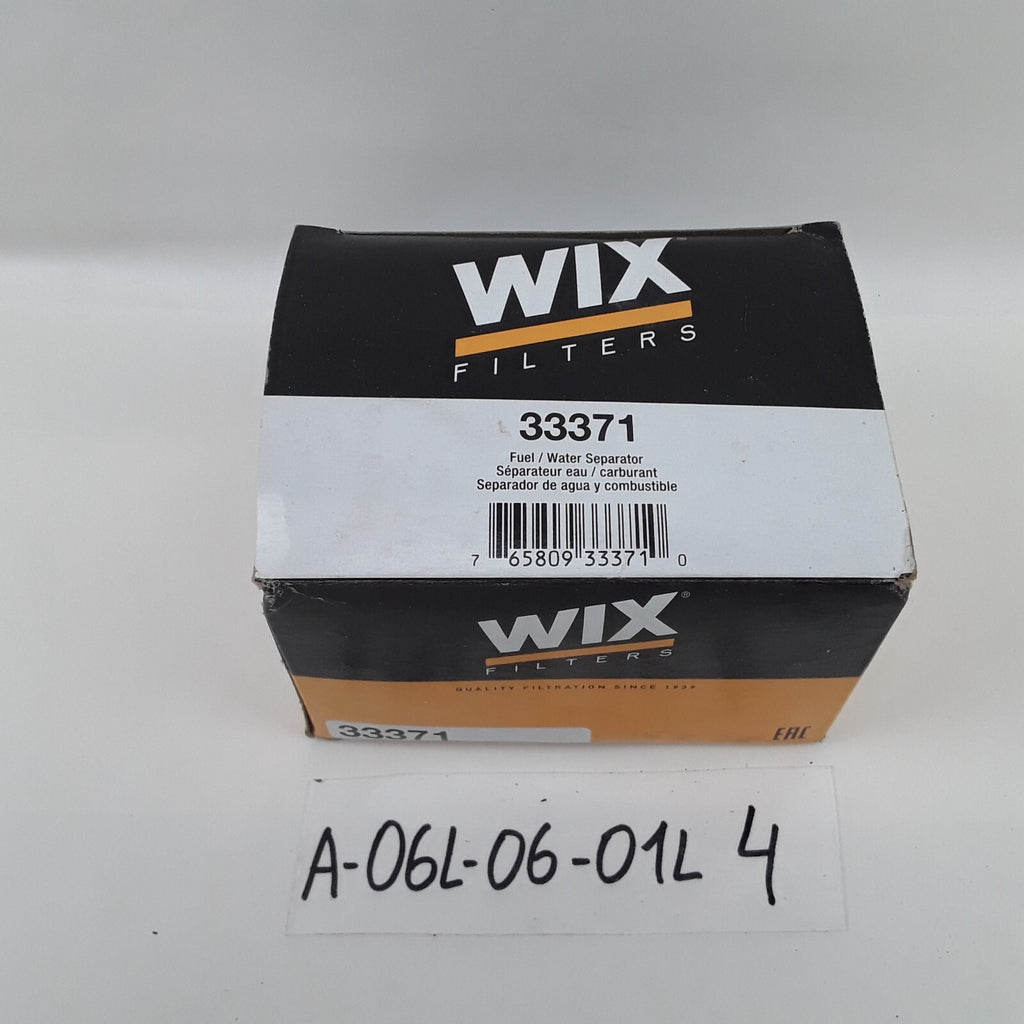 WIX™
FILTERS
33371
Fuel / Water Separator
Séparateur eau / carburant
Separador de agua y combustible
7 65809 33371 0
WIX®
FILTERS
QUALITY FILTRATION SINCE 1939
33371
EAC
A-06L-06-01L 4